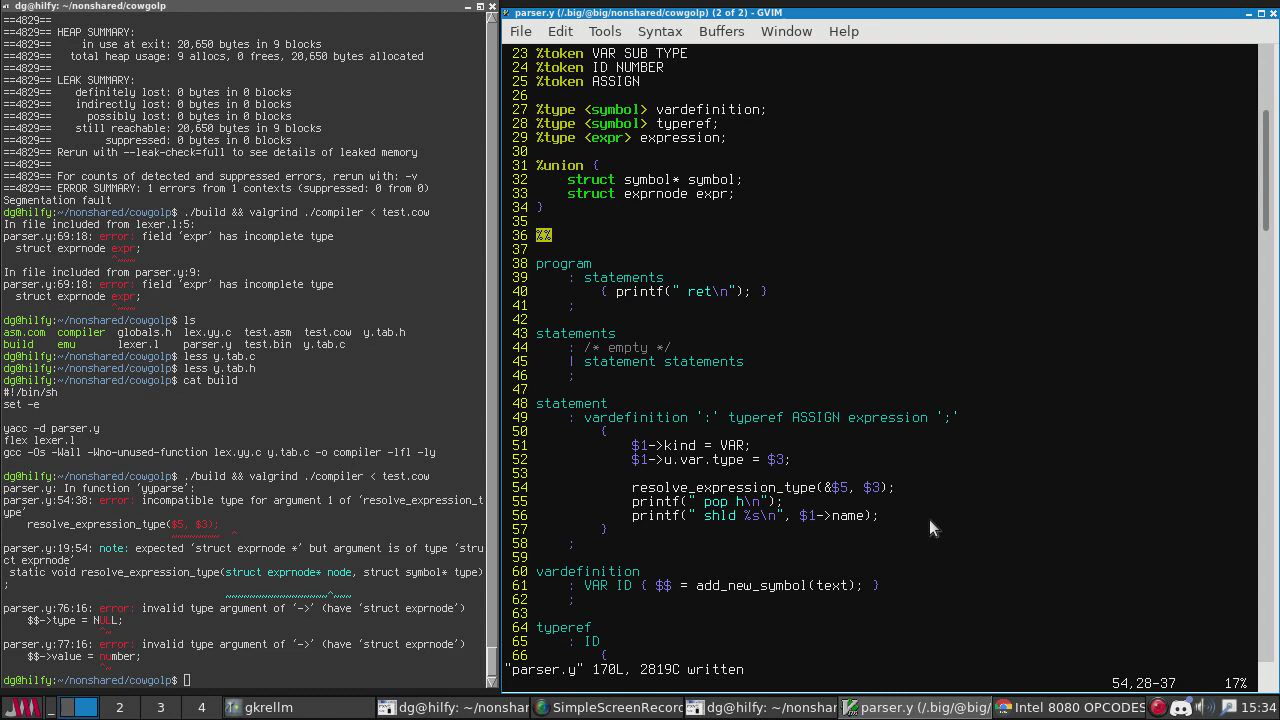 dg@hilfy: ~/nonshared/cowgolp
==4829==
==4829== HEAP SUMMARY:
==4829==     in use at exit: 20,650 bytes in 9 blocks
==4829==   total heap usage: 9 allocs, 0 frees, 20,650 bytes allocated
==4829==
==4829== LEAK SUMMARY:
==4829==    definitely lost: 0 bytes in 0 blocks
==4829==    indirectly lost: 0 bytes in 0 blocks
==4829==      possibly lost: 0 bytes in 0 blocks
==4829==    still reachable: 20,650 bytes in 9 blocks
==4829==         suppressed: 0 bytes in 0 blocks
==4829== Rerun with --leak-check=full to see details of leaked memory
==4829==
==4829== For counts of detected and suppressed errors, rerun with: -v
==4829== ERROR SUMMARY: 1 errors from 1 contexts (suppressed: 0 from 0)
Segmentation fault
dg@hilfy:~/nonshared/cowgolp$ ./build && valgrind ./compiler < test.cow
In file included from lexer.l:5:
parser.y:69:18: error: field ‘expr’ has incomplete type
  struct exprnode expr;
                  ^~~~
In file included from parser.y:9:
parser.y:69:18: error: field ‘expr’ has incomplete type
  struct exprnode expr;
                  ^~~~
dg@hilfy:~/nonshared/cowgolp$ ls
asm.com  compiler  globals.h  lex.yy.c  test.asm  test.cow  y.tab.h
build    emu       lexer.l    parser.y  test.bin  y.tab.c
dg@hilfy:~/nonshared/cowgolp$ less y.tab.c
dg@hilfy:~/nonshared/cowgolp$ less y.tab.h
dg@hilfy:~/nonshared/cowgolp$ cat build
#!/bin/sh
set -e

yacc -d parser.y
flex lexer.l
gcc -Os -Wall -Wno-unused-function lex.yy.c y.tab.c -o compiler -lfl -ly

dg@hilfy:~/nonshared/cowgolp$ ./build && valgrind ./compiler < test.cow
parser.y: In function ‘yyparse’:
parser.y:54:38: error: incompatible type for argument 1 of ‘resolve_expression_t
ype’
    resolve_expression_type($5, $3);
                            ~~~~~~~~  ^
parser.y:19:54: note: expected ‘struct exprnode *’ but argument is of type ‘stru
ct exprnode’
 static void resolve_expression_type(struct exprnode* node, struct symbol* type)
;
                                     ~~~~~~~~~~~~~~~~~^~~~
parser.y:76:16: error: invalid type argument of ‘->’ (have ‘struct exprnode’)
    $$->type = NULL;
                ^~
parser.y:77:16: error: invalid type argument of ‘->’ (have ‘struct exprnode’)
    $$->value = number;
                ^~
dg@hilfy:~/nonshared/cowgolp$
parser.y (/.big/@big/nonshared/cowgol) (2 of 2) - GVIM
File Edit Tools Syntax Buffers Window Help
23 %token VAR SUB TYPE
24 %token ID NUMBER
25 %token ASSIGN
26
27 %type <symbol> vardefinition;
28 %type <symbol> typeref;
29 %type <expr> expression;
30
31 %union {
32     struct symbol* symbol;
33     struct exprnode expr;
34 }
35
36 %%
37
38 program
39     : statements
40         { printf(" ret\n"); }
41     ;
42
43 statements
44     : /* empty */
45     | statement statements
46     ;
47
48 statement
49     : vardefinition ':' typeref ASSIGN expression ';'
50         {
51             $1->kind = VAR;
52             $1->u.var.type = $3;
53
54             resolve_expression_type(&$5, $3);
55             printf(" pop h\n");
56             printf(" shld %s\n", $1->name);
57         }
58     ;
59
60 vardefinition
61     : VAR ID { $$ = add_new_symbol(text); }
62     ;
63
64 typeref
65     : ID
66         {
"parser.y" 170L, 2819C written
54,28-37 17%
2 3 4 gkrellm dg@hilfy: ~/nonshar SimpleScreenRecor dg@hilfy: ~/nonshar parser.y (/.big/@big/ Intel 8080 OPCODES 15:34